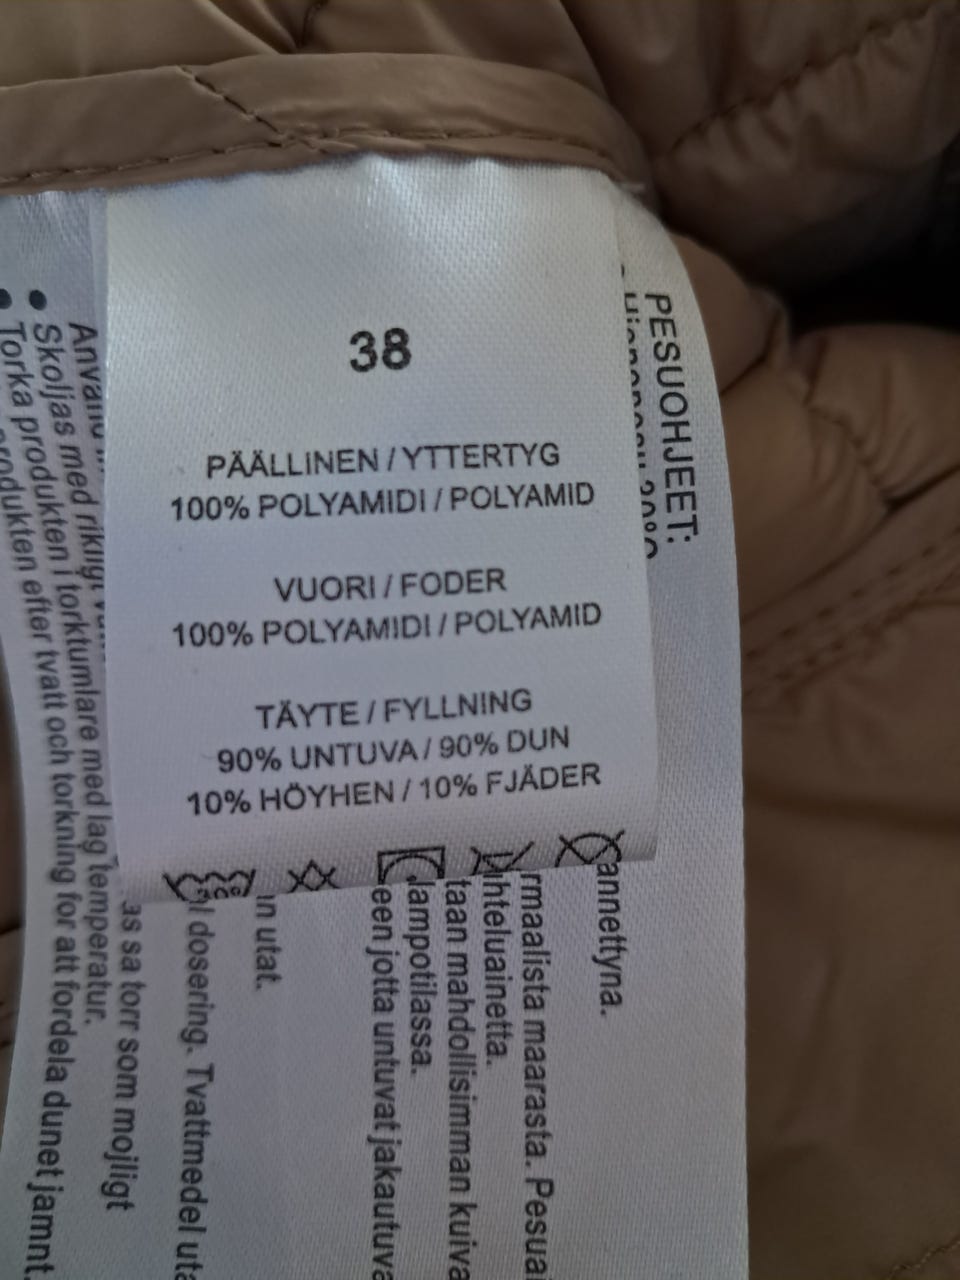 38
PÄÄLLINEN / YTTERTYG
100% POLYAMIDI / POLYAMID
VUORI / FODER
100% POLYAMIDI / POLYAMID
TÄYTE / FYLLNING
90% UNTUVA / 90% DUN
10% HÖYHEN / 10% FJÄDER
PESUOHJEET:
annettyna.
rmaalista maarasta. Pesuai
hteluainetta.
taan mahdollisimman kuiva
lampotilassa.
een jotta untuvat jakautuva
n utat.
l dosering. Tvattmedel uta
as sa torr som mojligt
• Skoljas med rikligt
• Torka produkten i torktumlare med lag temperatur.
produkten efter tvatt och torkning for att fordela dunet jamnt.